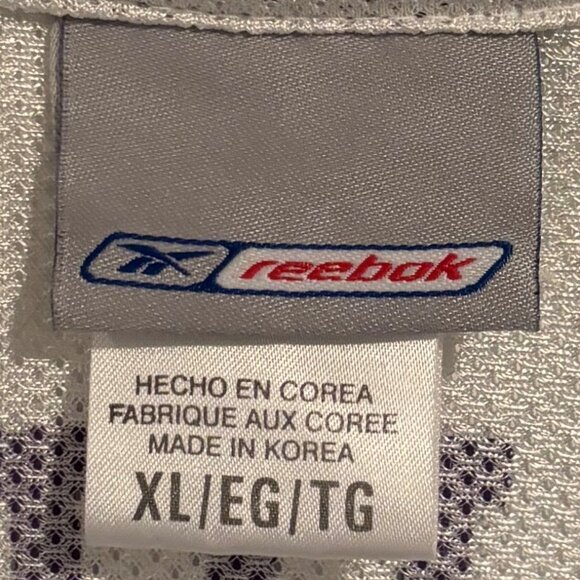 reebok
HECHO EN COREA
FABRIQUE AUX COREE
MADE IN KOREA
XL/EG/TG